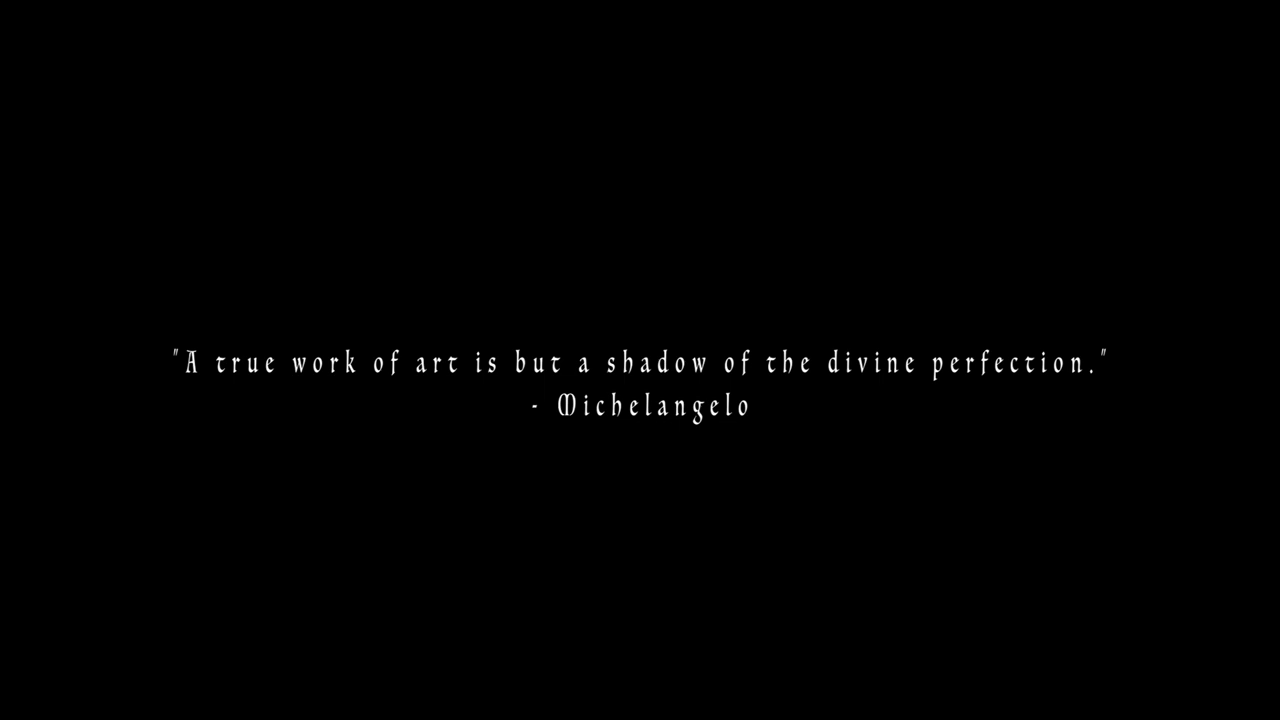 "A true work of art is but a shadow of the divine perfection."
- Michelangelo